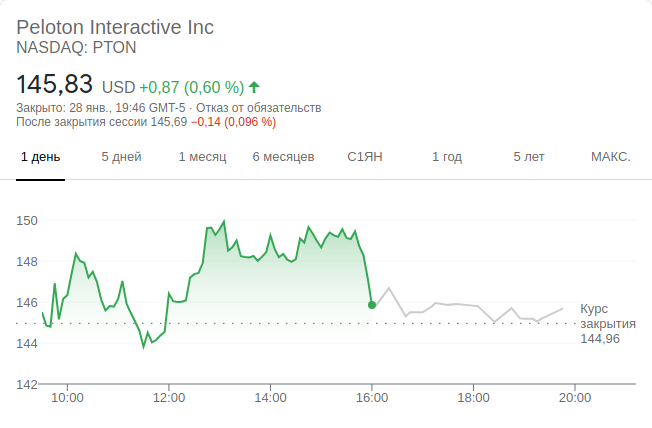 Peloton Interactive Inc
NASDAQ: PTON
145,83 USD +0,87 (0,60 %)
Закрыто: 28 янв., 19:46 GMT-5 · Отказ от обязательств
После закрытия сессии 145,69 −0,14 (0,096 %)
1 день 5 дней 1 месяц 6 месяцев С1ЯН 1 год 5 лет МАКС.
150
148
146
144
142
Курс
закрытия
144,96
10:00 12:00 14:00 16:00 18:00 20:00